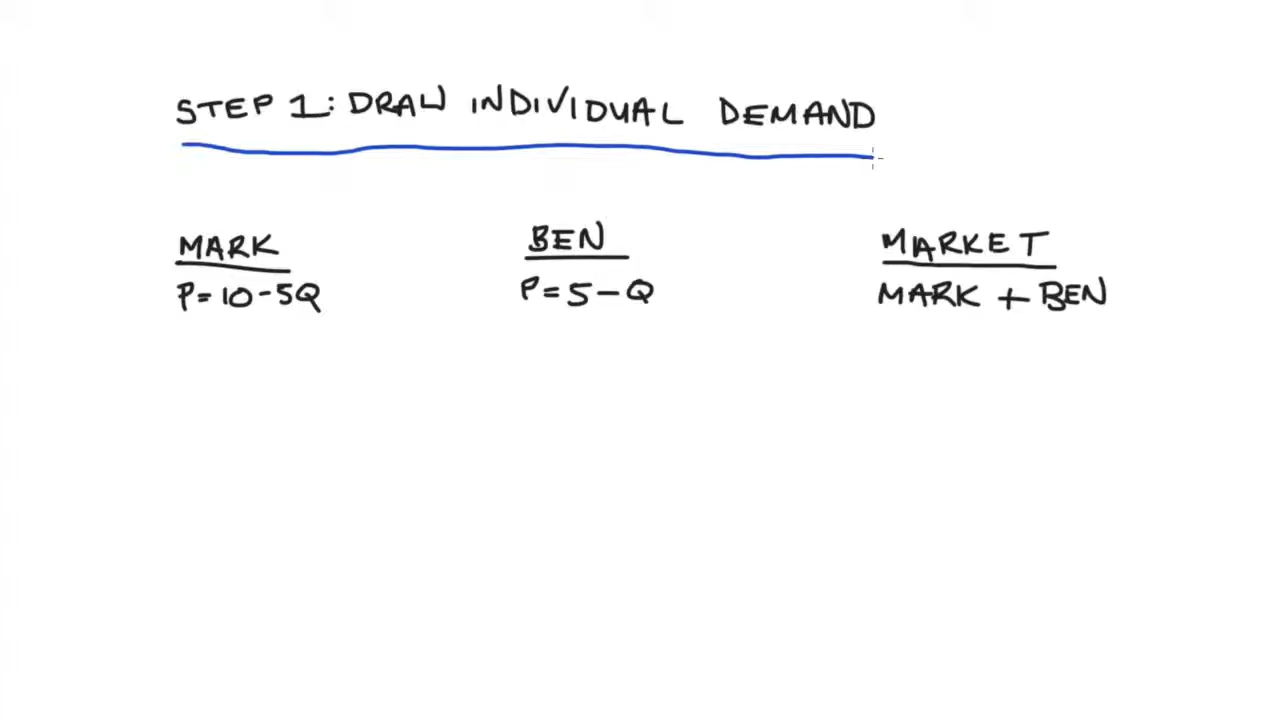 STEP 1: DRAW INDIVIDUAL DEMAND
MARK
P=10-5Q
BEN
P=5-Q
MARKET
MARK + BEN